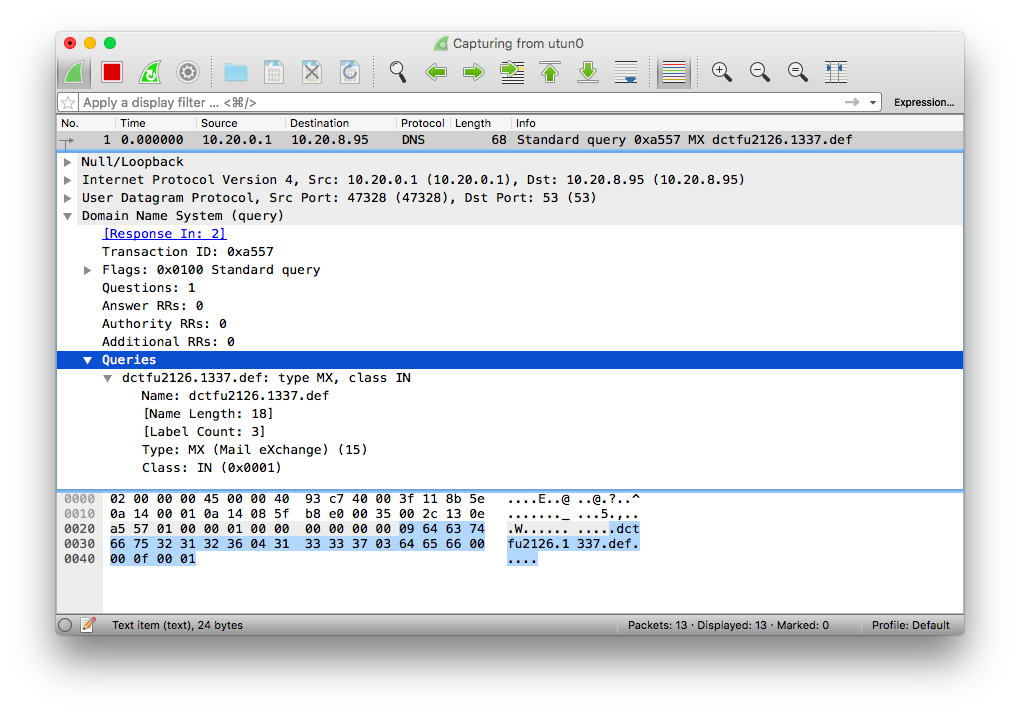 Capturing from utun0
Apply a display filter ... <⌘/>
Expression...
No. Time Source Destination Protocol Length Info
1 0.000000 10.20.0.1 10.20.8.95 DNS 68 Standard query 0xa557 MX dctfu2126.1337.def
Null/Loopback
Internet Protocol Version 4, Src: 10.20.0.1 (10.20.0.1), Dst: 10.20.8.95 (10.20.8.95)
User Datagram Protocol, Src Port: 47328 (47328), Dst Port: 53 (53)
Domain Name System (query)
[Response In: 2]
Transaction ID: 0xa557
Flags: 0x0100 Standard query
Questions: 1
Answer RRs: 0
Authority RRs: 0
Additional RRs: 0
Queries
dctfu2126.1337.def: type MX, class IN
Name: dctfu2126.1337.def
[Name Length: 18]
[Label Count: 3]
Type: MX (Mail eXchange) (15)
Class: IN (0x0001)
0000 02 00 00 00 45 00 00 40 93 c7 40 00 3f 11 8b 5e ....E..@ ..@.?..^
0010 0a 14 00 01 0a 14 08 5f b8 e0 00 35 00 2c 13 0e ......._ ...5.,..
0020 a5 57 01 00 00 01 00 00 00 00 00 00 09 64 63 74 .W...... .....dct
0030 66 75 32 31 32 36 04 31 33 33 37 03 64 65 66 00 fu2126.1 337.def.
0040 00 0f 00 01 ....
Text item (text), 24 bytes
Packets: 13 · Displayed: 13 · Marked: 0
Profile: Default